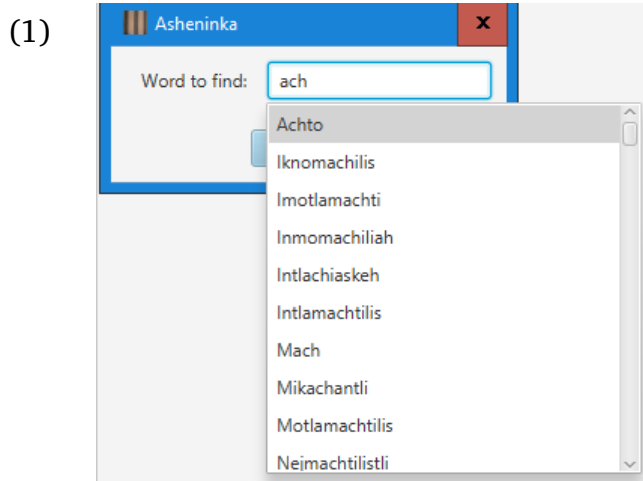 (1)
Asheninka
x
Word to find: ach
Achto
Iknomachilis
Imotlamachti
Inmomachiliah
Intlachiaskeh
Intlamachtilis
Mach
Mikachantli
Motlamachtilis
Nejmachtilistli